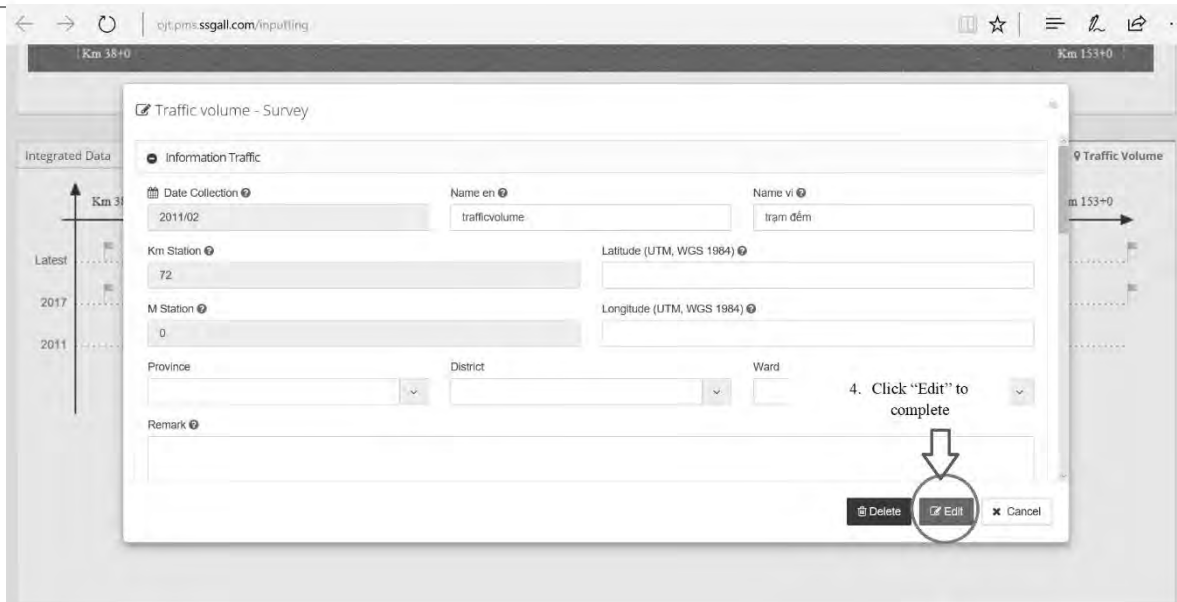 ojt.pms.ssgall.com/inputting
Km 38+0 Km 153+0
Traffic volume - Survey
Integrated Data Information Traffic Traffic Volume
Date Collection Name en Name vi
2011/02 trafficvolume trạm đếm
Km 3 m 153+0
Km Station Latitude (UTM, WGS 1984)
Latest 72
2017 M Station Longitude (UTM, WGS 1984)
0
2011
Province District Ward
4. Click “Edit” to
complete
Remark
Delete Edit Cancel